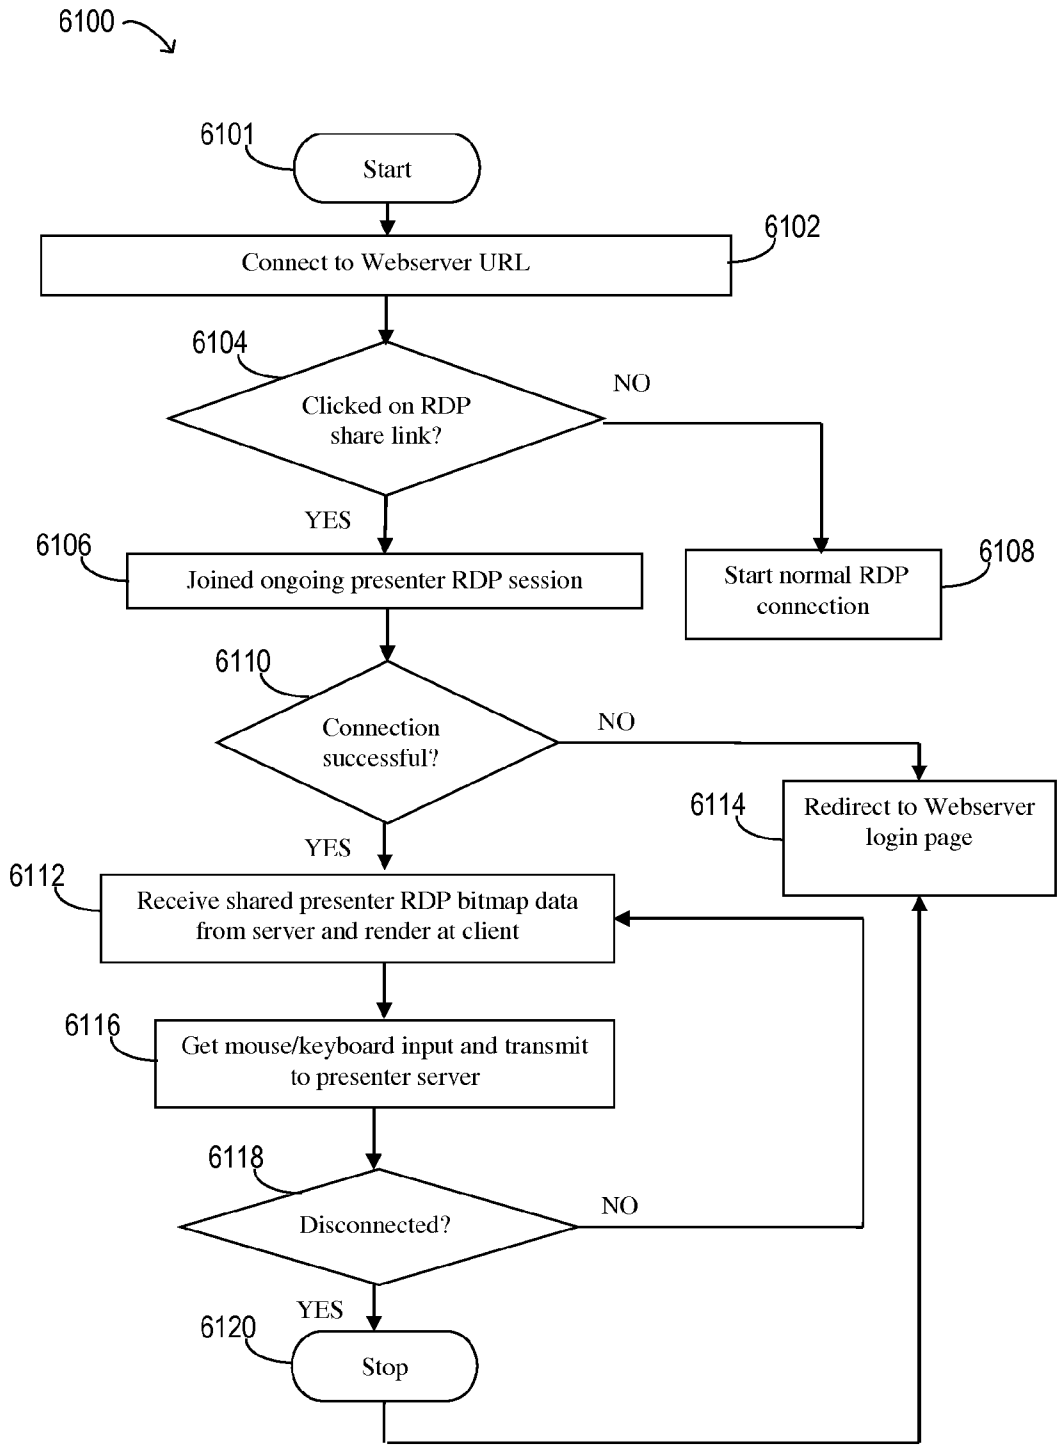 6100
6101
Start
6102
Connect to Webserver URL
6104
NO
Clicked on RDP
share link?
YES
6106
Joined ongoing presenter RDP session
6108
Start normal RDP
connection
6110
NO
Connection
successful?
6114
Redirect to Webserver
login page
YES
6112
Receive shared presenter RDP bitmap data
from server and render at client
6116
Get mouse/keyboard input and transmit
to presenter server
6118
NO
Disconnected?
YES
6120
Stop